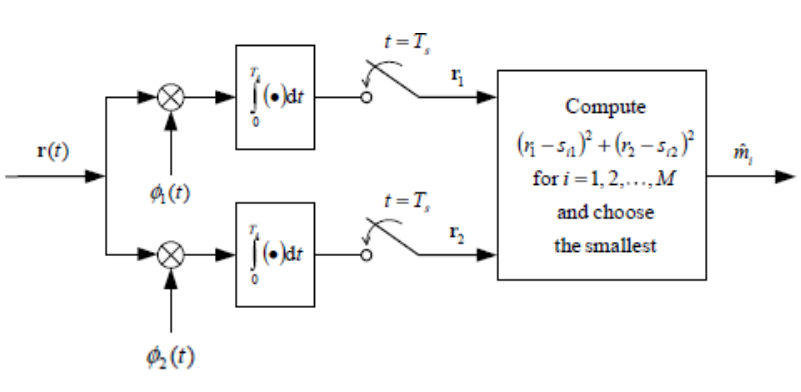 t = Tₛ
Tₛ
∫(•)dt
0
r₁
Compute
(r₁ − sᵢ₁)² + (r₂ − sᵢ₂)²
for i = 1, 2, …, M
and choose
the smallest
r(t)
m̂ᵢ
ϕ₁(t)
t = Tₛ
∫(•)dt
0
r₂
ϕ₂(t)